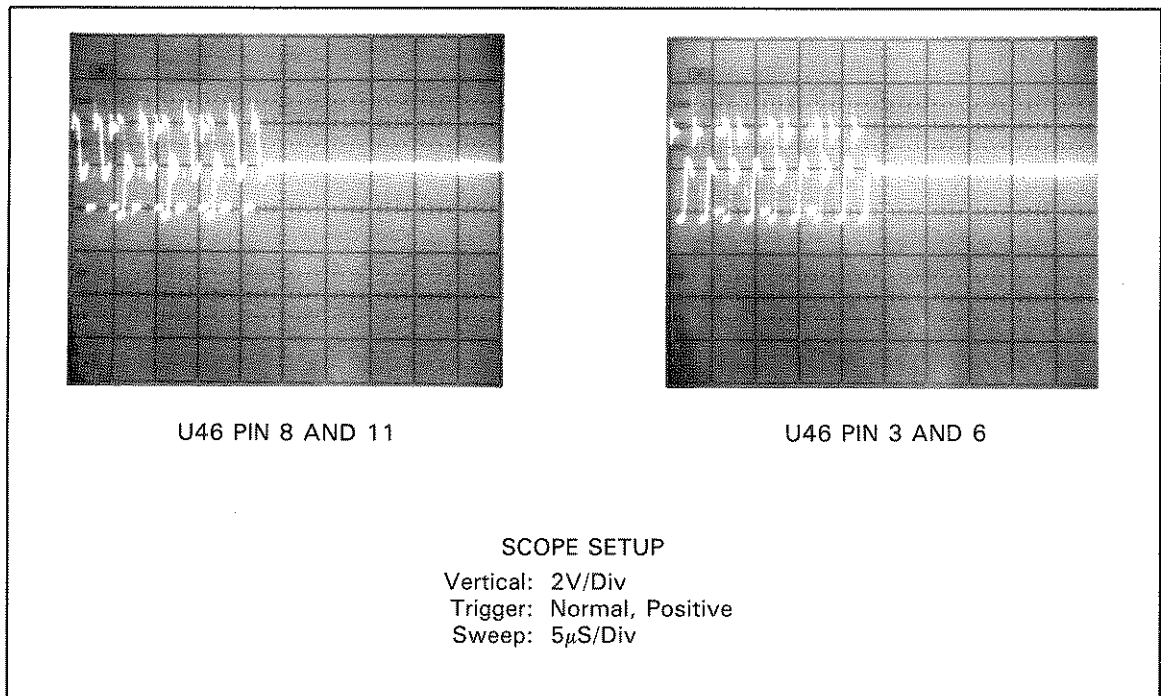 U46 PIN 8 AND 11
U46 PIN 3 AND 6
SCOPE SETUP
Vertical: 2V/Div
Trigger: Normal, Positive
Sweep: 5µS/Div